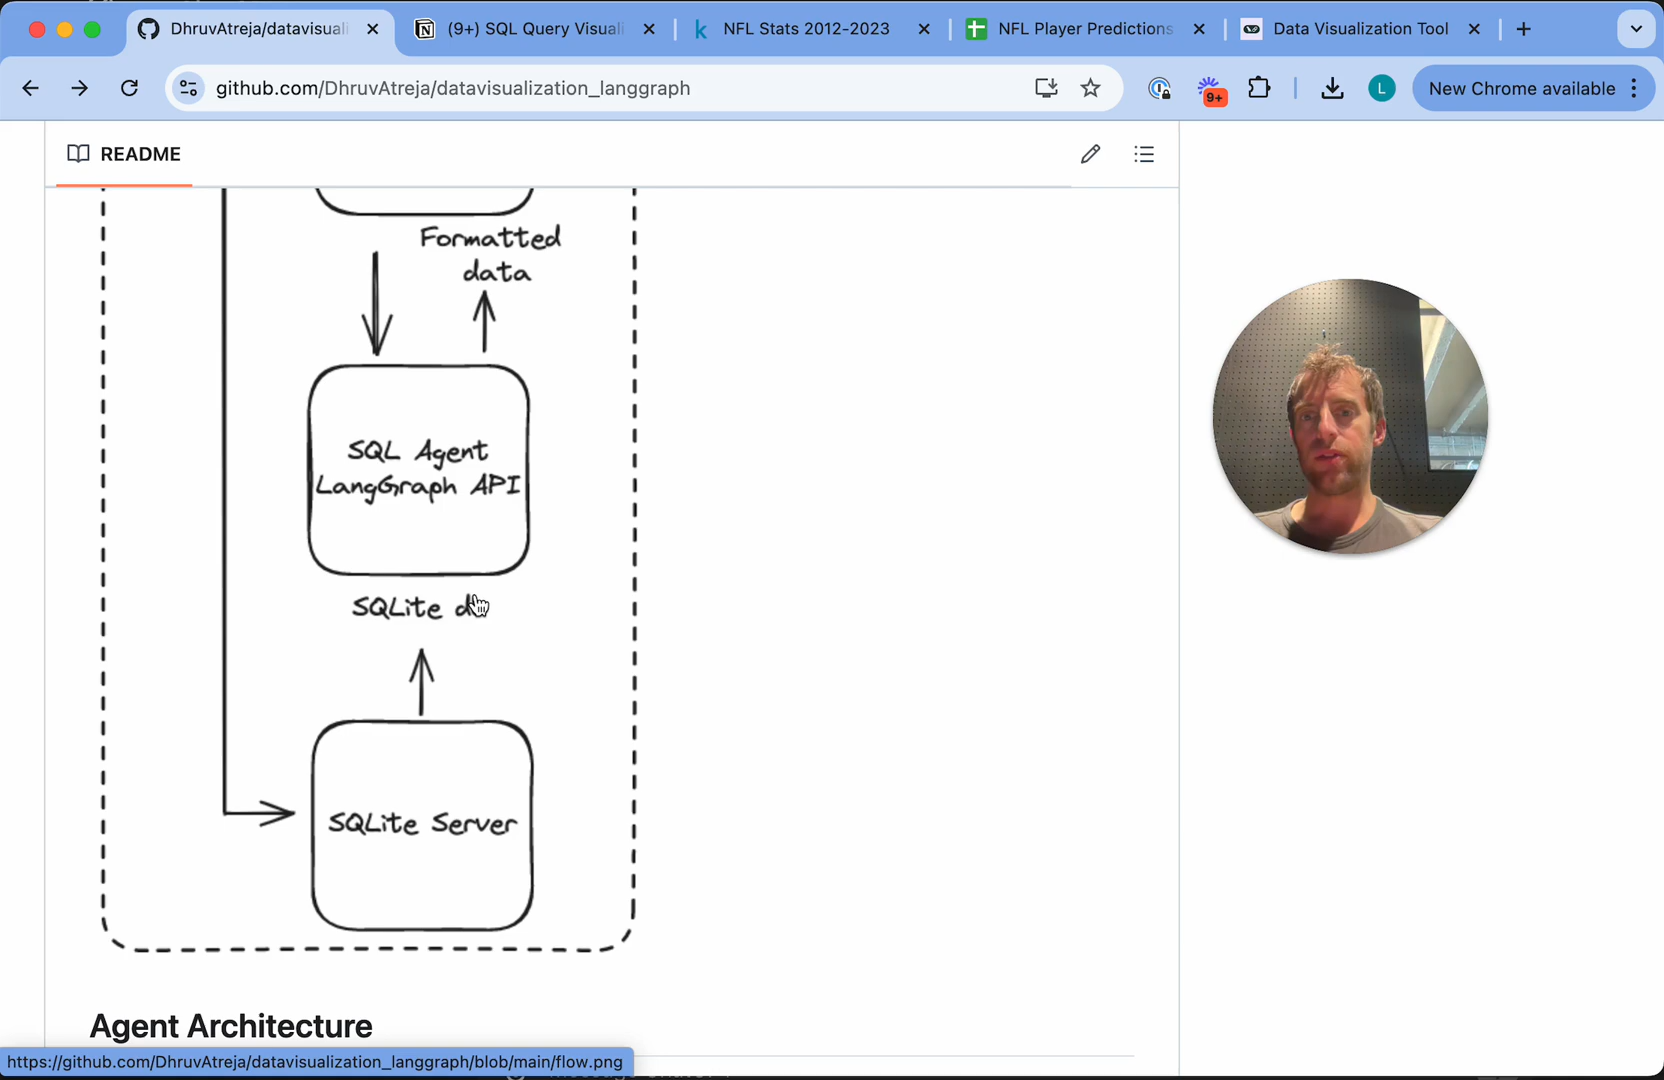 DhruvAtreja/datavisuali
(9+) SQL Query Visuali
NFL Stats 2012-2023
NFL Player Predictions
Data Visualization Tool
github.com/DhruvAtreja/datavisualization_langgraph
9+
L
New Chrome available
README
Formatted
data
SQL Agent
LangGraph API
SQLite d
SQLite Server
Agent Architecture
https://github.com/DhruvAtreja/datavisualization_langgraph/blob/main/flow.png